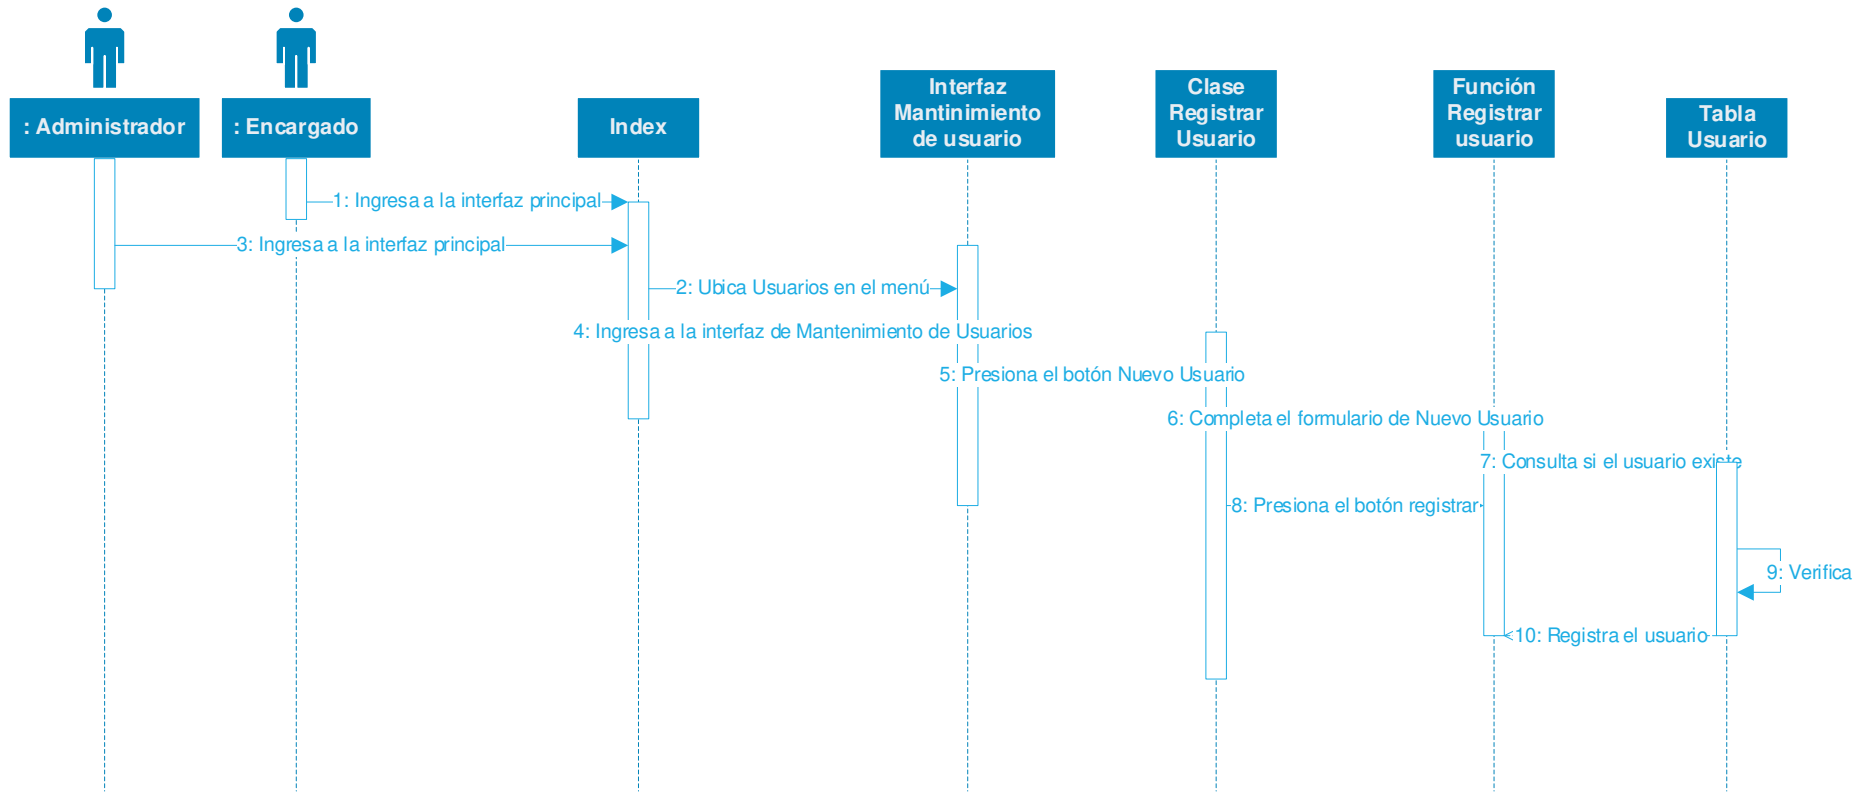 : Administrador
: Encargado
Index
Interfaz
Mantinimiento
de usuario
Clase
Registrar
Usuario
Función
Registrar
usuario
Tabla
Usuario
1: Ingresa a la interfaz principal
3: Ingresa a la interfaz principal
2: Ubica Usuarios en el menú
4: Ingresa a la interfaz de Mantenimiento de Usuarios
5: Presiona el botón Nuevo Usuario
6: Completa el formulario de Nuevo Usuario
7: Consulta si el usuario existe
8: Presiona el botón registrar
9: Verifica
10: Registra el usuario